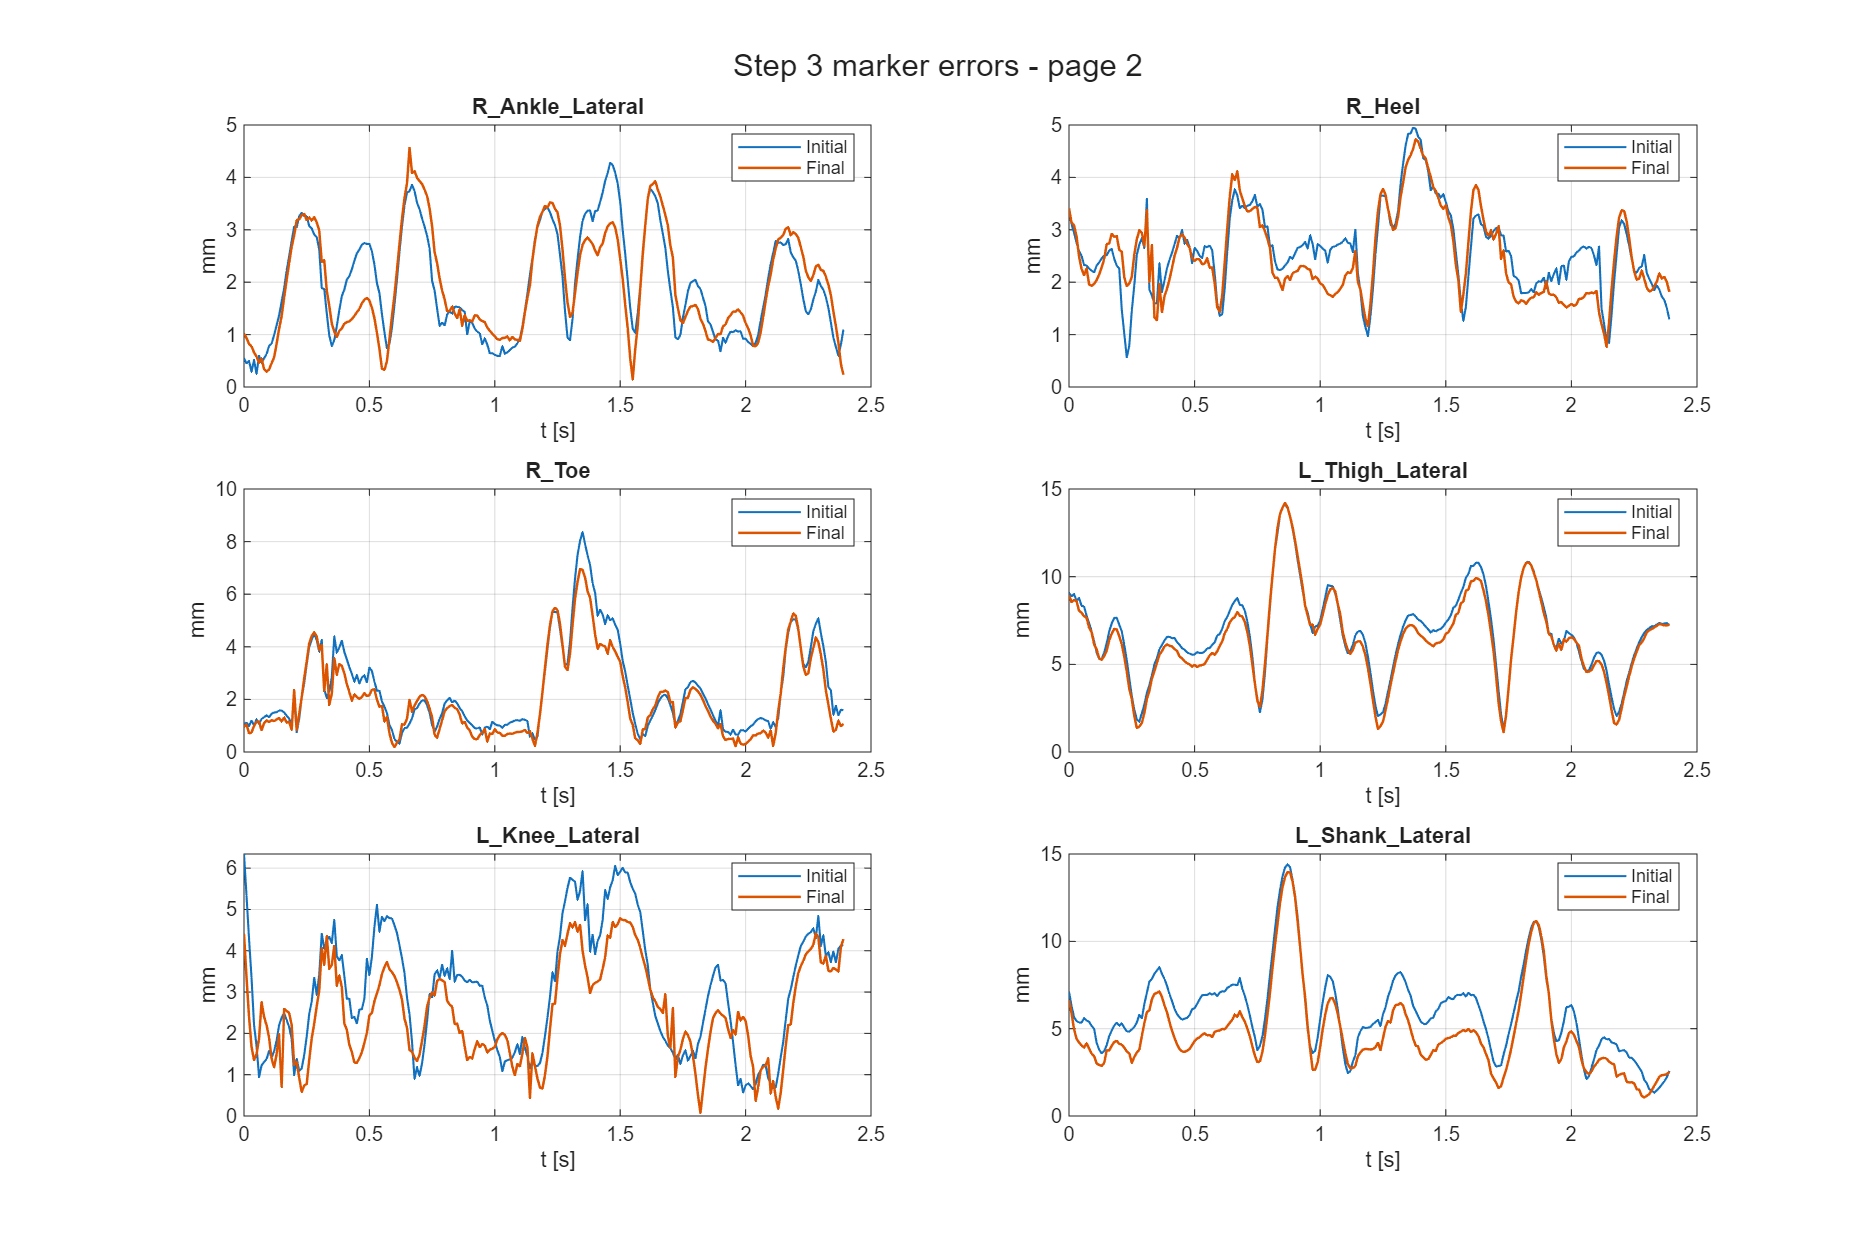 Step 3 marker errors - page 2
R_Ankle_Lateral
5
4
3
2
1
0
mm
0 0.5 1 1.5 2 2.5
t [s]
Initial
Final
R_Heel
5
4
3
2
1
0
mm
0 0.5 1 1.5 2 2.5
t [s]
Initial
Final
R_Toe
10
8
6
4
2
0
mm
0 0.5 1 1.5 2 2.5
t [s]
Initial
Final
L_Thigh_Lateral
15
10
5
0
mm
0 0.5 1 1.5 2 2.5
t [s]
Initial
Final
L_Knee_Lateral
6
5
4
3
2
1
0
mm
0 0.5 1 1.5 2 2.5
t [s]
Initial
Final
L_Shank_Lateral
15
10
5
0
mm
0 0.5 1 1.5 2 2.5
t [s]
Initial
Final